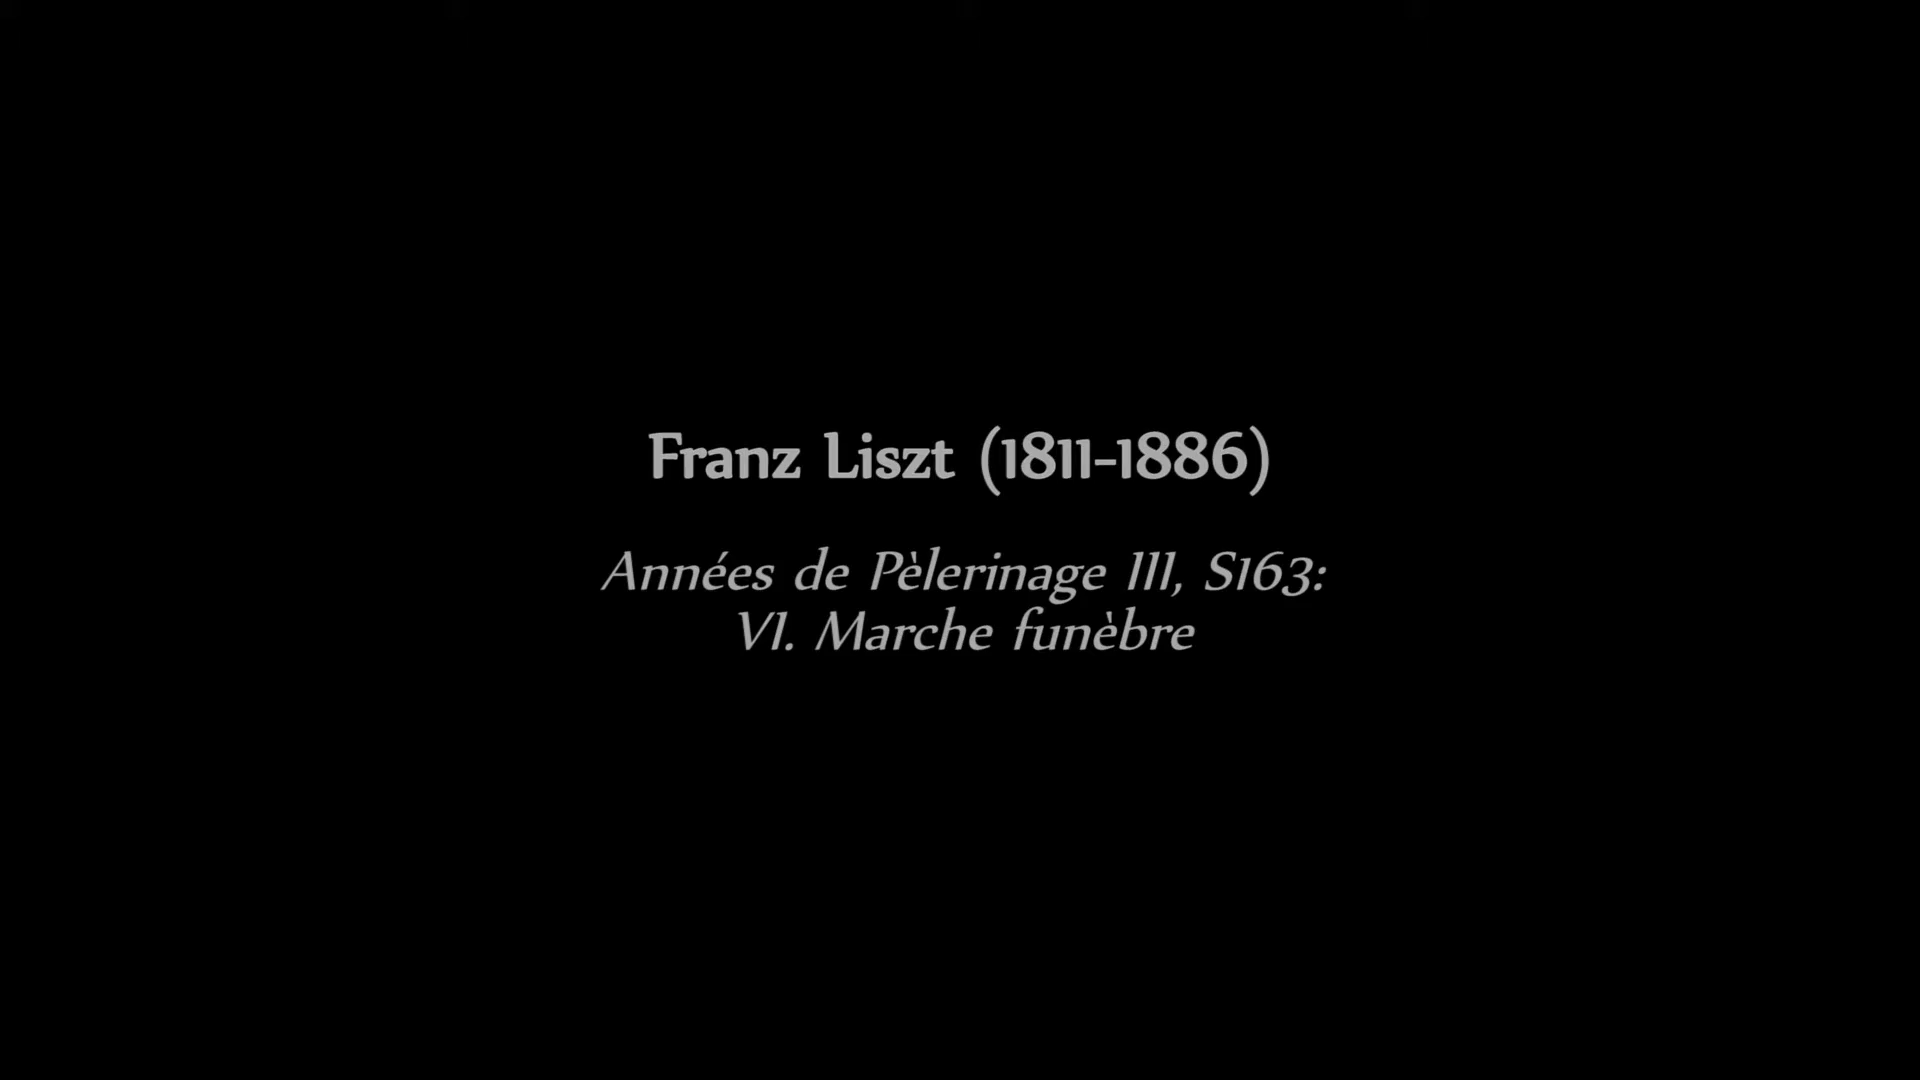 Franz Liszt (1811-1886)
Années de Pèlerinage III, S163:
VI. Marche funèbre